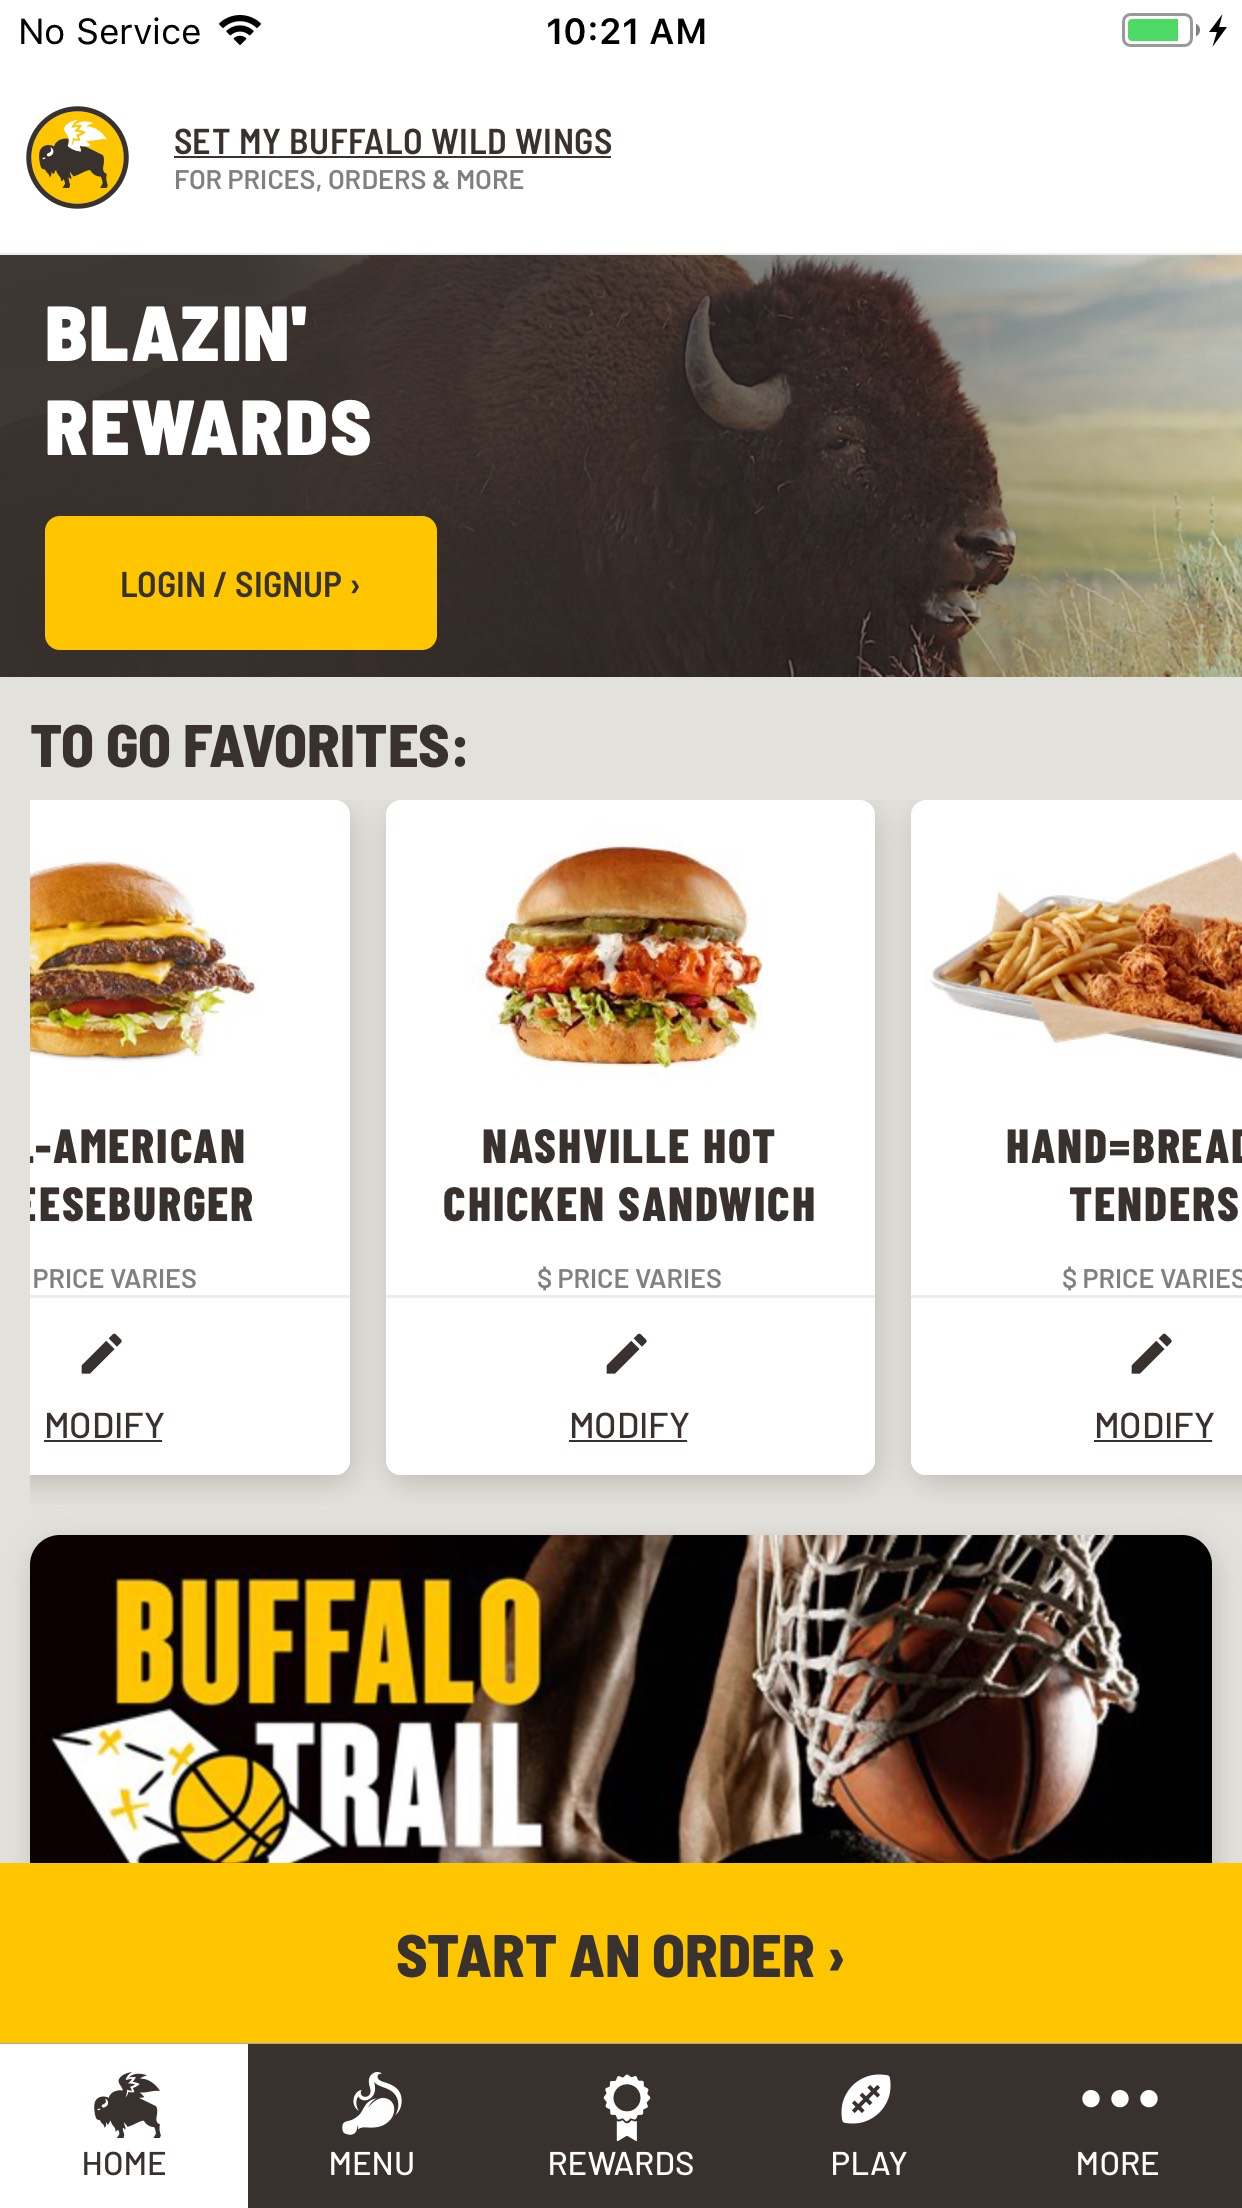 No Service
10:21 AM
SET MY BUFFALO WILD WINGS
FOR PRICES, ORDERS & MORE
BLAZIN'
REWARDS
LOGIN / SIGNUP ›
TO GO FAVORITES:
-AMERICAN
EESEBURGER
PRICE VARIES
MODIFY
NASHVILLE HOT
CHICKEN SANDWICH
$ PRICE VARIES
MODIFY
HAND=BREAD
TENDERS
$ PRICE VARIES
MODIFY
BUFFALO
TRAIL
START AN ORDER ›
HOME
MENU
REWARDS
PLAY
MORE